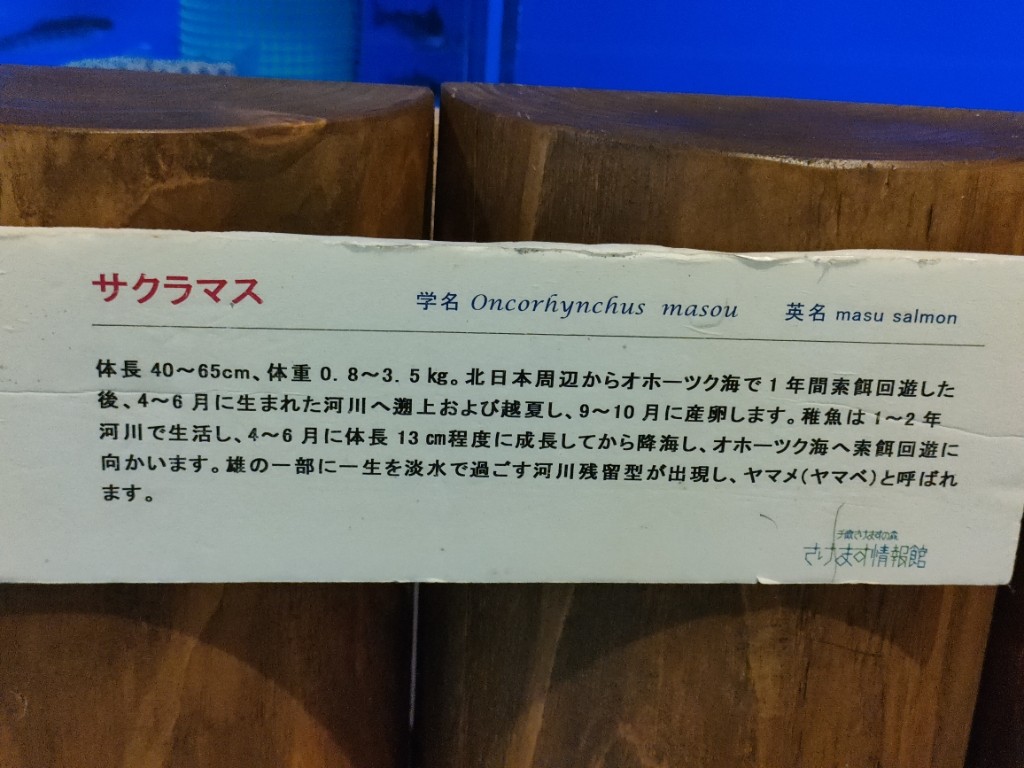 サクラマス 学名 Oncorhynchus masou 英名 masu salmon
体長 40～65cm、体重 0.8～3.5 ㎏。北日本周辺からオホーツク海で 1 年間索餌回遊した
後、4～6 月に生まれた河川へ遡上および越夏し、9～10 月に産卵します。稚魚は 1～2 年
河川で生活し、4～6 月に体長 13 ㎝程度に成長してから降海し、オホーツク海へ索餌回遊に
向かいます。雄の一部に一生を淡水で過ごす河川残留型が出現し、ヤマメ(ヤマベ)と呼ばれ
ます。
千歳さけますの森
さけます情報館